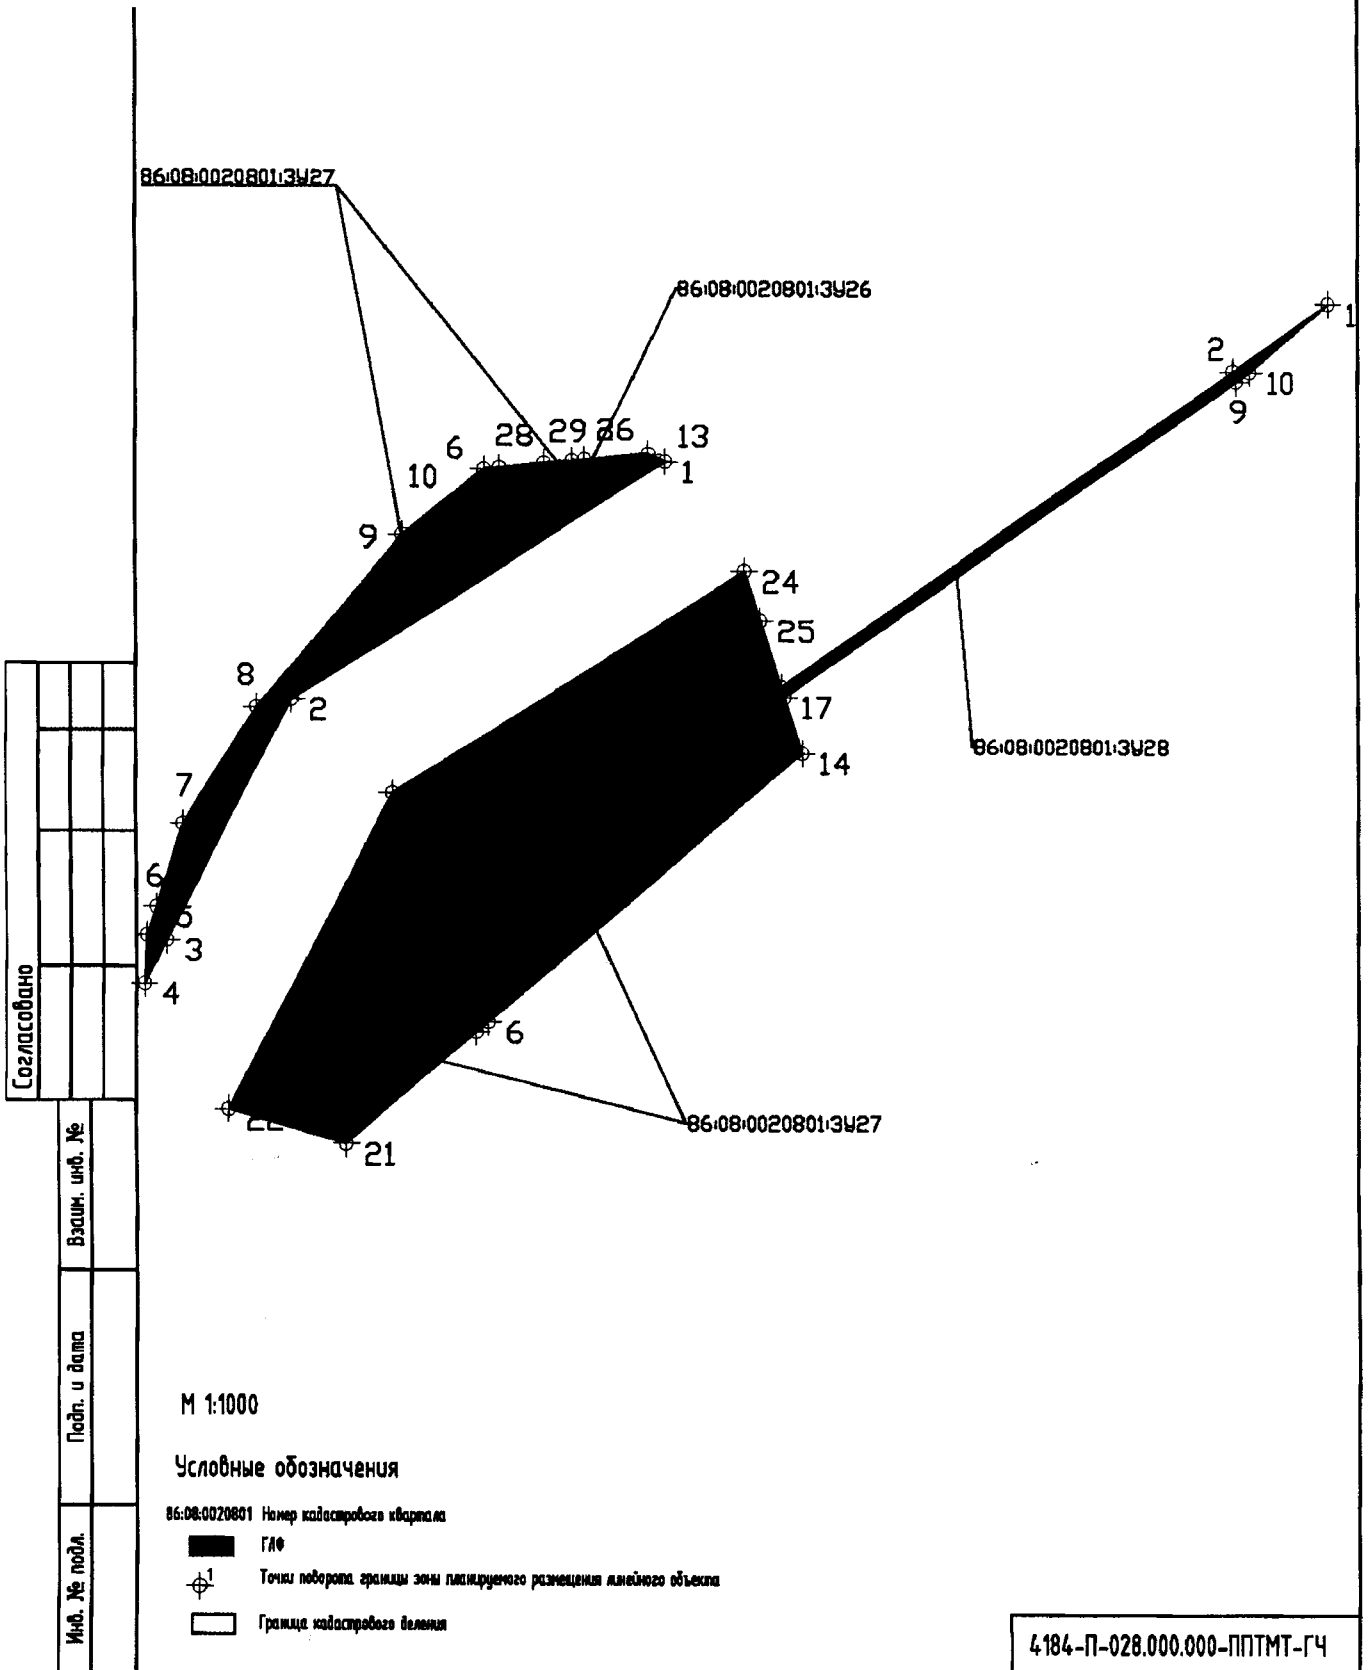 86:08:0020801:ЗУ27
86:08:0020801:ЗУ26
1
2
10
9
6
28
29
26
13
1
10
9
24
25
8
2
17
86:08:0020801:ЗУ28
14
7
6
5
3
4
6
86:08:0020801:ЗУ27
22
21
Согласовано
Взаим. инв. №
Подп. и дата
Инв. № подл.
М 1:1000
Условные обозначения
86:08:0020801 Номер кадастрового квартала
ГЛФ
1
Точки поворота границы зоны планируемого размещения линейного объекта
Граница кадастрового деления
4184-П-028.000.000-ППТМТ-ГЧ